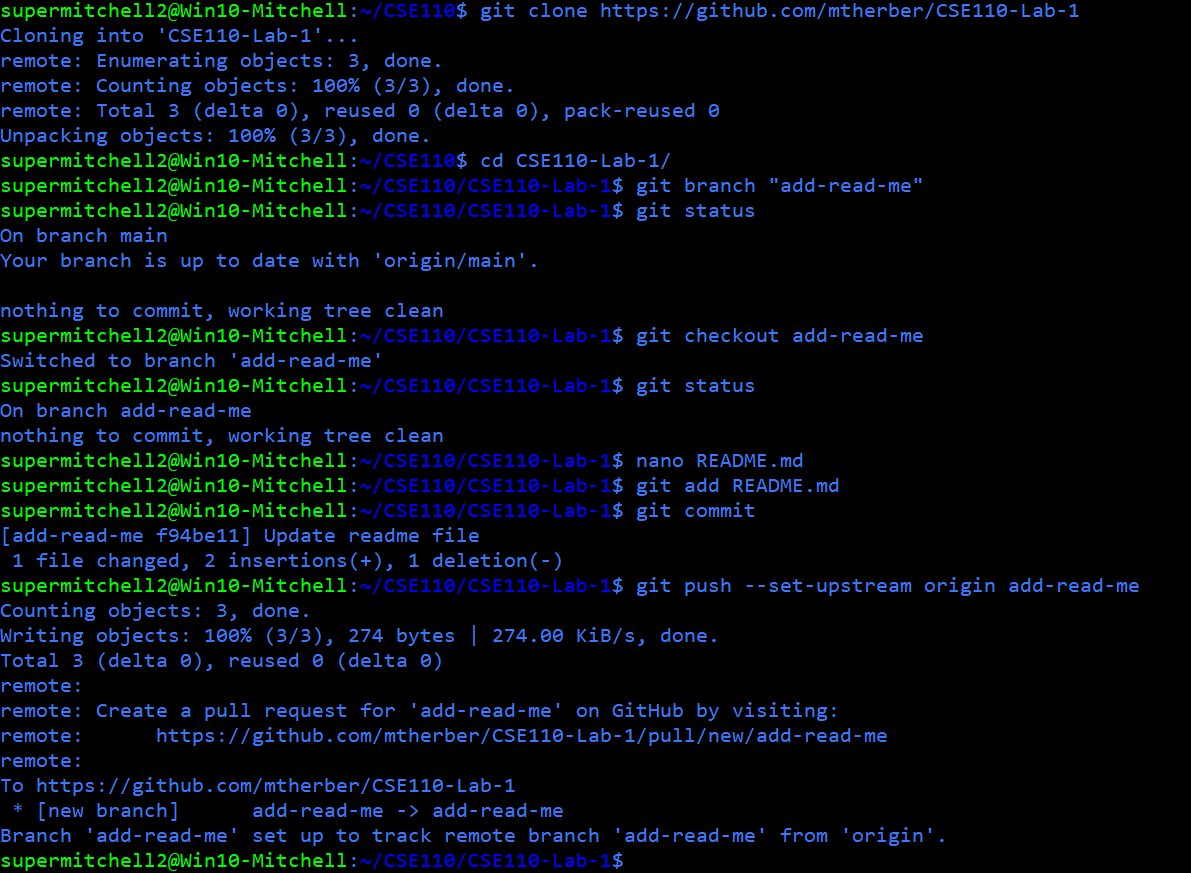 supermitchell2@Win10-Mitchell:~/CSE110$ git clone https://github.com/mtherber/CSE110-Lab-1
Cloning into 'CSE110-Lab-1'...
remote: Enumerating objects: 3, done.
remote: Counting objects: 100% (3/3), done.
remote: Total 3 (delta 0), reused 0 (delta 0), pack-reused 0
Unpacking objects: 100% (3/3), done.
supermitchell2@Win10-Mitchell:~/CSE110$ cd CSE110-Lab-1/
supermitchell2@Win10-Mitchell:~/CSE110/CSE110-Lab-1$ git branch "add-read-me"
supermitchell2@Win10-Mitchell:~/CSE110/CSE110-Lab-1$ git status
On branch main
Your branch is up to date with 'origin/main'.

nothing to commit, working tree clean
supermitchell2@Win10-Mitchell:~/CSE110/CSE110-Lab-1$ git checkout add-read-me
Switched to branch 'add-read-me'
supermitchell2@Win10-Mitchell:~/CSE110/CSE110-Lab-1$ git status
On branch add-read-me
nothing to commit, working tree clean
supermitchell2@Win10-Mitchell:~/CSE110/CSE110-Lab-1$ nano README.md
supermitchell2@Win10-Mitchell:~/CSE110/CSE110-Lab-1$ git add README.md
supermitchell2@Win10-Mitchell:~/CSE110/CSE110-Lab-1$ git commit
[add-read-me f94be11] Update readme file
 1 file changed, 2 insertions(+), 1 deletion(-)
supermitchell2@Win10-Mitchell:~/CSE110/CSE110-Lab-1$ git push --set-upstream origin add-read-me
Counting objects: 3, done.
Writing objects: 100% (3/3), 274 bytes | 274.00 KiB/s, done.
Total 3 (delta 0), reused 0 (delta 0)
remote:
remote: Create a pull request for 'add-read-me' on GitHub by visiting:
remote:      https://github.com/mtherber/CSE110-Lab-1/pull/new/add-read-me
remote:
To https://github.com/mtherber/CSE110-Lab-1
 * [new branch]      add-read-me -> add-read-me
Branch 'add-read-me' set up to track remote branch 'add-read-me' from 'origin'.
supermitchell2@Win10-Mitchell:~/CSE110/CSE110-Lab-1$